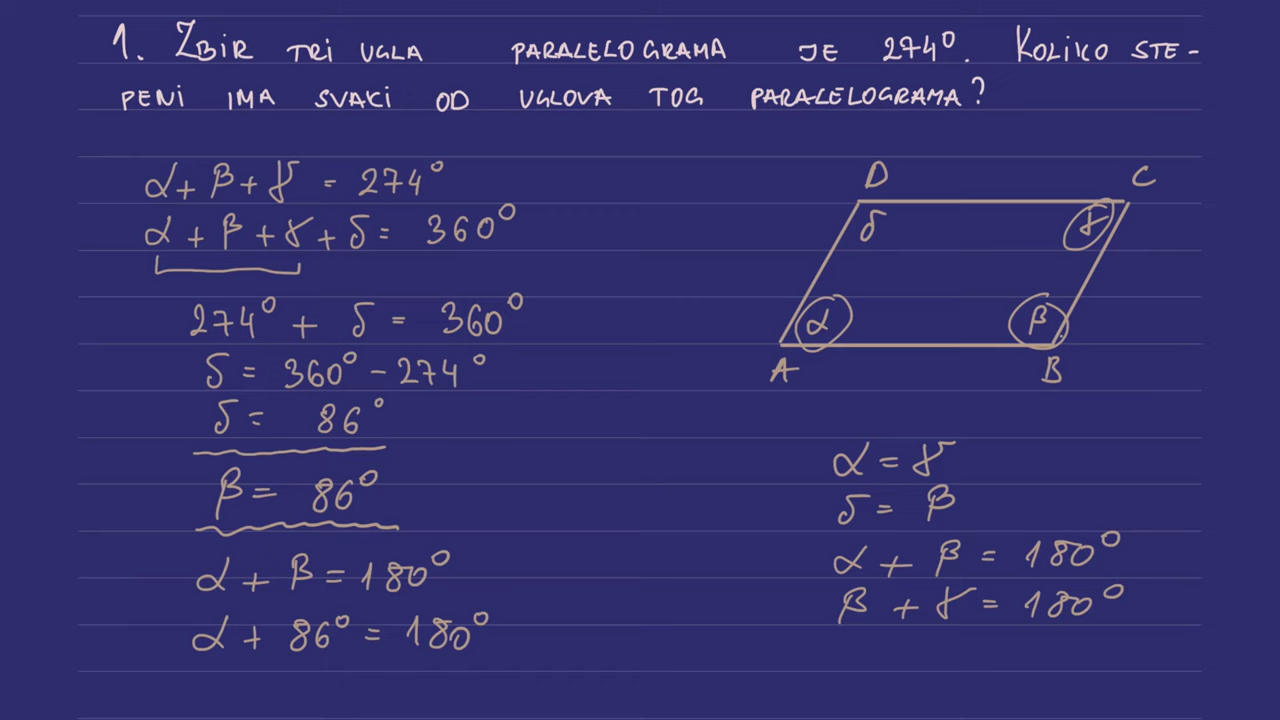 1. ZBIR TRI UGLA PARALELOGRAMA JE 274°. KOLIKO STE-
PENI IMA SVAKI OD UGLOVA TOG PARALELOGRAMA?
α + β + γ = 274°
α + β + γ + δ = 360°
274° + δ = 360°
δ = 360° - 274°
δ = 86°
β = 86°
α + β = 180°
α + 86° = 180°
D C
δ γ
α β
A B
α = γ
δ = β
α + β = 180°
β + γ = 180°